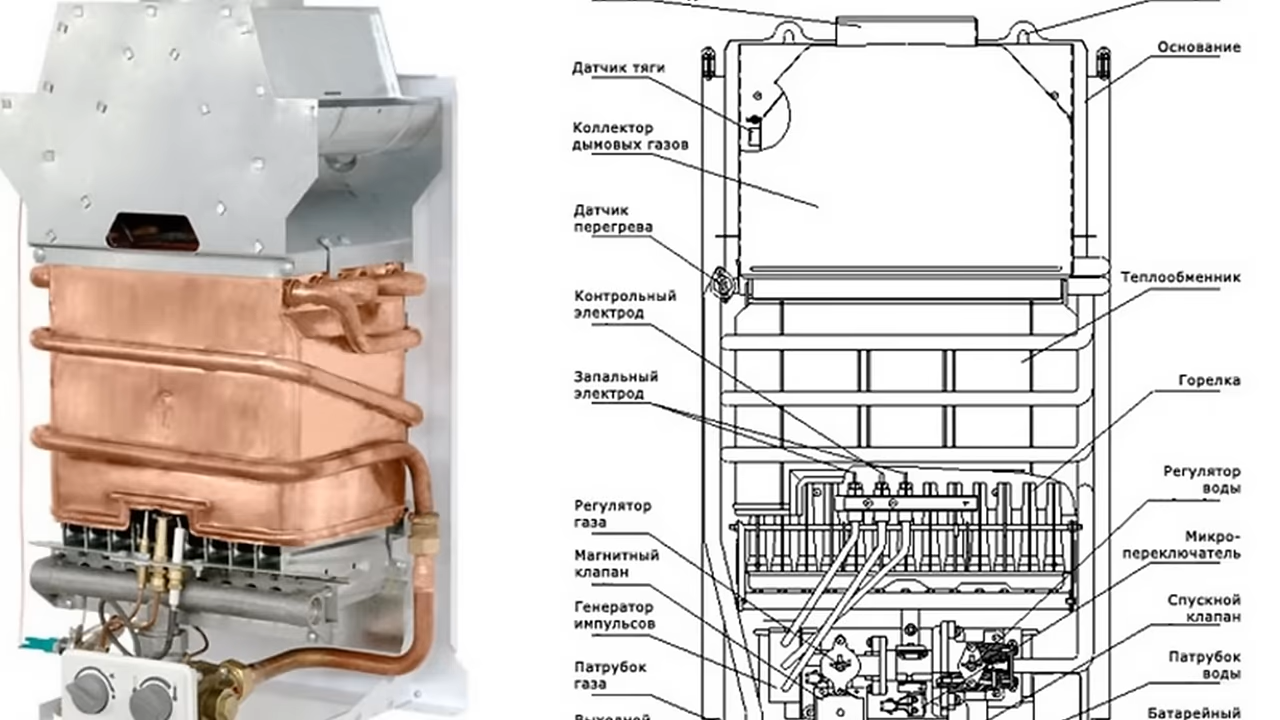 Датчик тяги
Коллектор
дымовых газов
Датчик
перегрева
Контрольный
электрод
Запальный
электрод
Регулятор
газа
Магнитный
клапан
Генератор
импульсов
Патрубок
газа
Выходной
Основание
Теплообменник
Горелка
Регулятор
воды
Микро-
переключатель
Спускной
клапан
Патрубок
воды
Батарейный